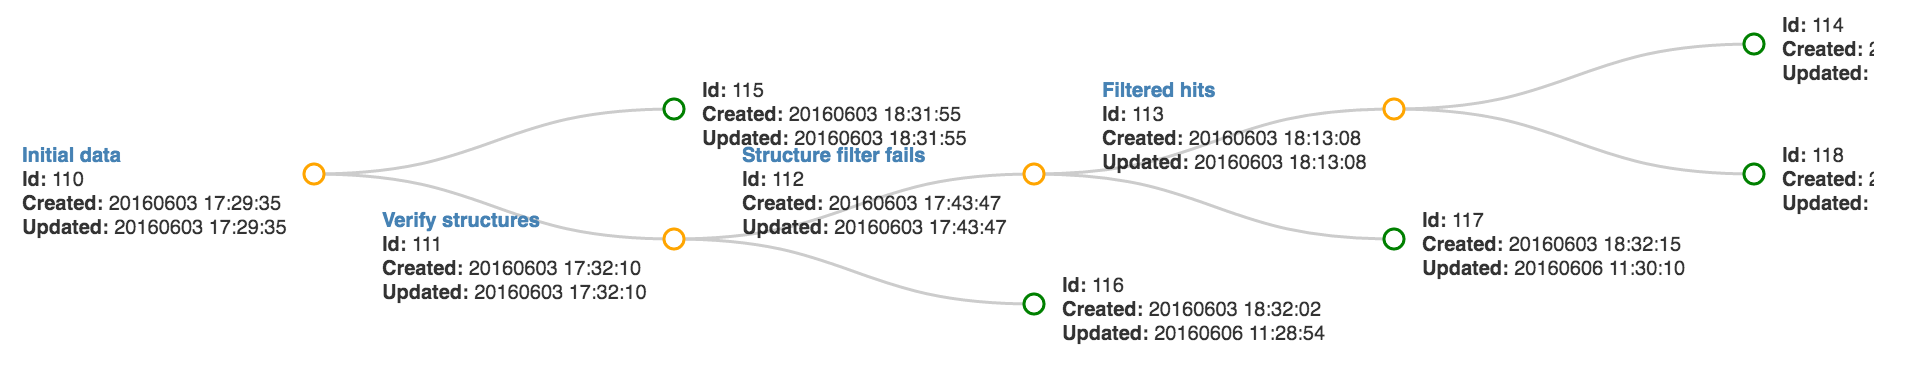 Initial data
Id: 110
Created: 20160603 17:29:35
Updated: 20160603 17:29:35
Verify structures
Id: 111
Created: 20160603 17:32:10
Updated: 20160603 17:32:10
Id: 115
Created: 20160603 18:31:55
Updated: 20160603 18:31:55
Structure filter fails
Id: 112
Created: 20160603 17:43:47
Updated: 20160603 17:43:47
Id: 116
Created: 20160603 18:32:02
Updated: 20160606 11:28:54
Filtered hits
Id: 113
Created: 20160603 18:13:08
Updated: 20160603 18:13:08
Id: 117
Created: 20160603 18:32:15
Updated: 20160606 11:30:10
Id: 114
Created:
Updated:
Id: 118
Created:
Updated: